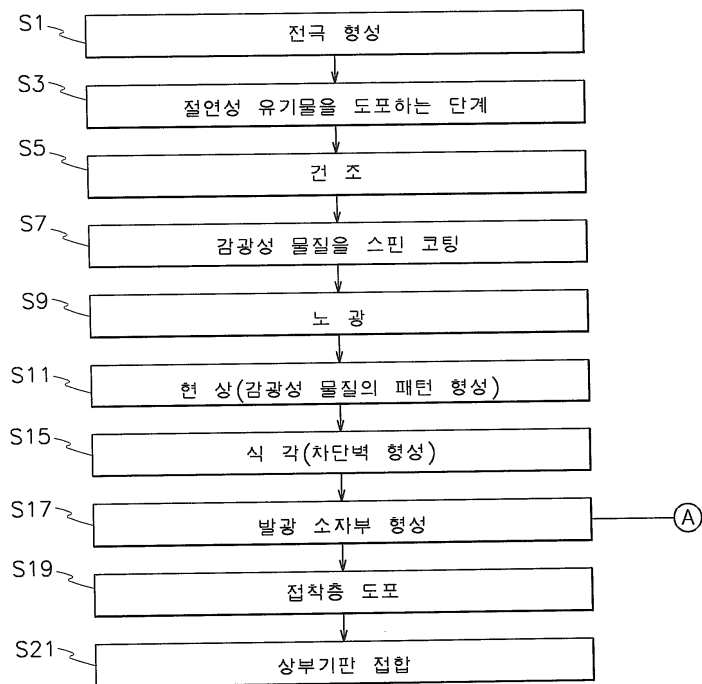 S1
전극 형성
S3
절연성 유기물을 도포하는 단계
S5
건 조
S7
감광성 물질을 스핀 코팅
S9
노 광
S11
현 상(감광성 물질의 패턴 형성)
S15
식 각(차단벽 형성)
S17
발광 소자부 형성
A
S19
접착층 도포
S21
상부기판 접합